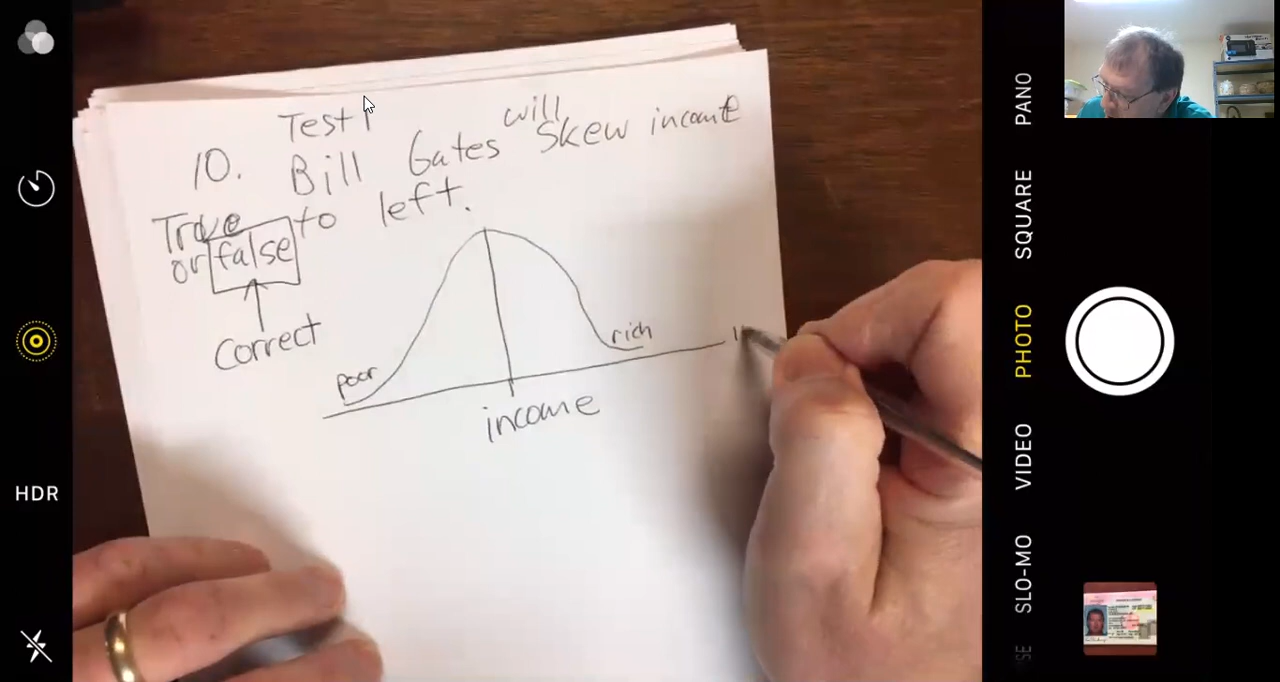 Test 1
10. Bill Gates will skew income
True to left.
or false
correct
poor
rich
income
HDR
PANO
SQUARE
PHOTO
VIDEO
SLO-MO
SE